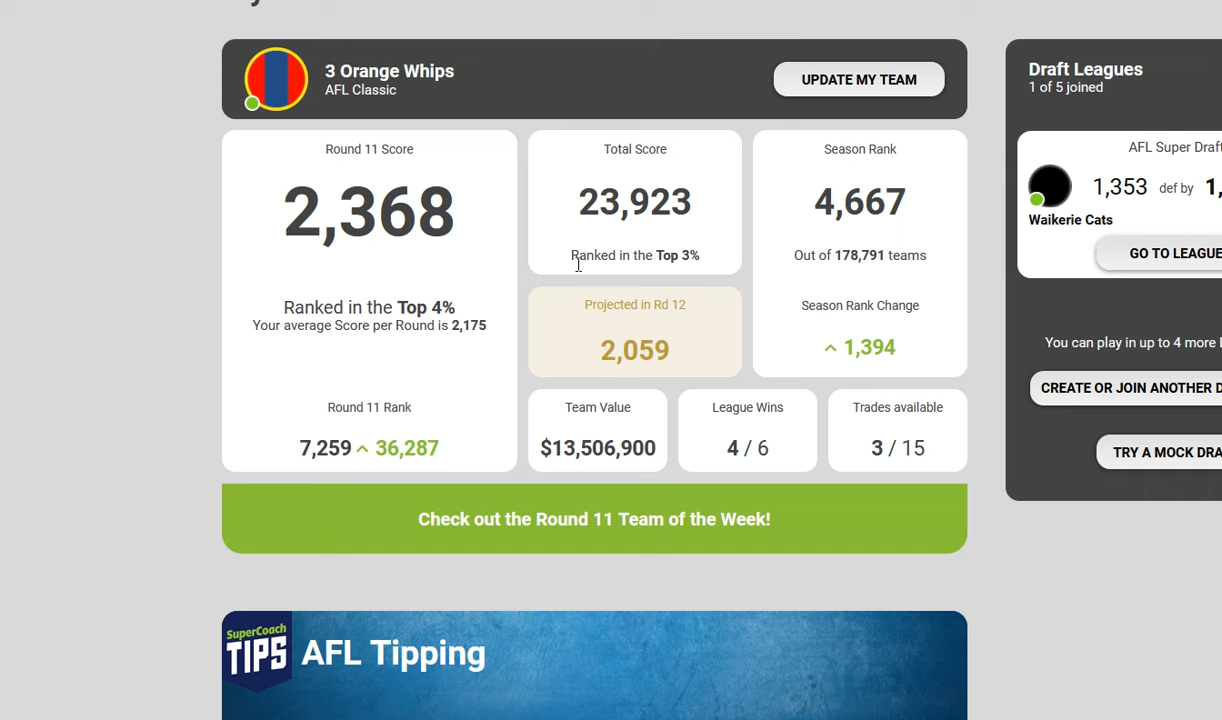 3 Orange Whips
AFL Classic
UPDATE MY TEAM
Round 11 Score
2,368
Ranked in the Top 4%
Your average Score per Round is 2,175
Round 11 Rank
7,259 36,287
Total Score
23,923
Ranked in the Top 3%
Projected in Rd 12
2,059
Season Rank
4,667
Out of 178,791 teams
Season Rank Change
1,394
Team Value
$13,506,900
League Wins
4 / 6
Trades available
3 / 15
Check out the Round 11 Team of the Week!
Draft Leagues
1 of 5 joined
AFL Super Draft
1,353 def by 1,
Waikerie Cats
GO TO LEAGUE
You can play in up to 4 more
CREATE OR JOIN ANOTHER D
TRY A MOCK DRA
SuperCoach
TIPS
AFL Tipping